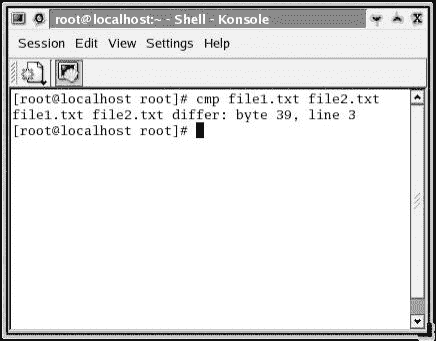 root@localhost:~ - Shell - Konsole
Session Edit View Settings Help
[root@localhost root]# cmp file1.txt file2.txt
file1.txt file2.txt differ: byte 39, line 3
[root@localhost root]#